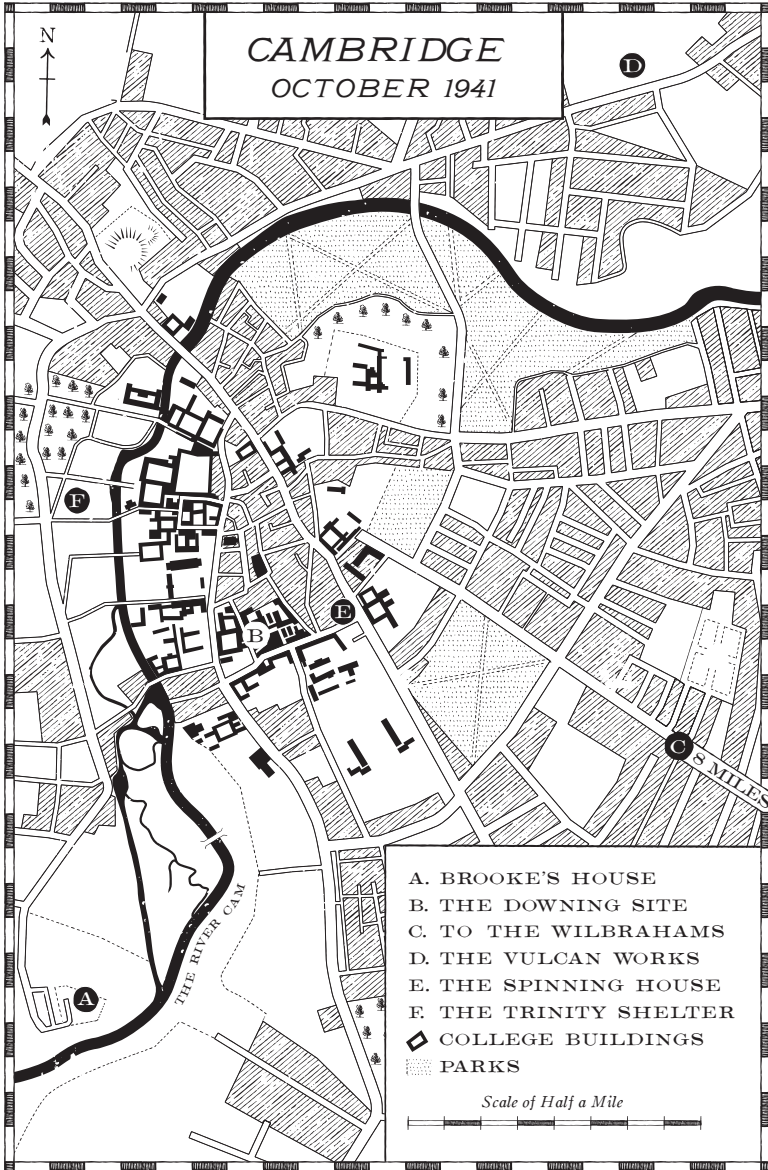 CAMBRIDGE
OCTOBER 1941
N
D
F
E
B
C 8 MILES
A
THE RIVER CAM
A. BROOKE'S HOUSE
B. THE DOWNING SITE
C. TO THE WILBRAHAMS
D. THE VULCAN WORKS
E. THE SPINNING HOUSE
F. THE TRINITY SHELTER
COLLEGE BUILDINGS
PARKS
Scale of Half a Mile